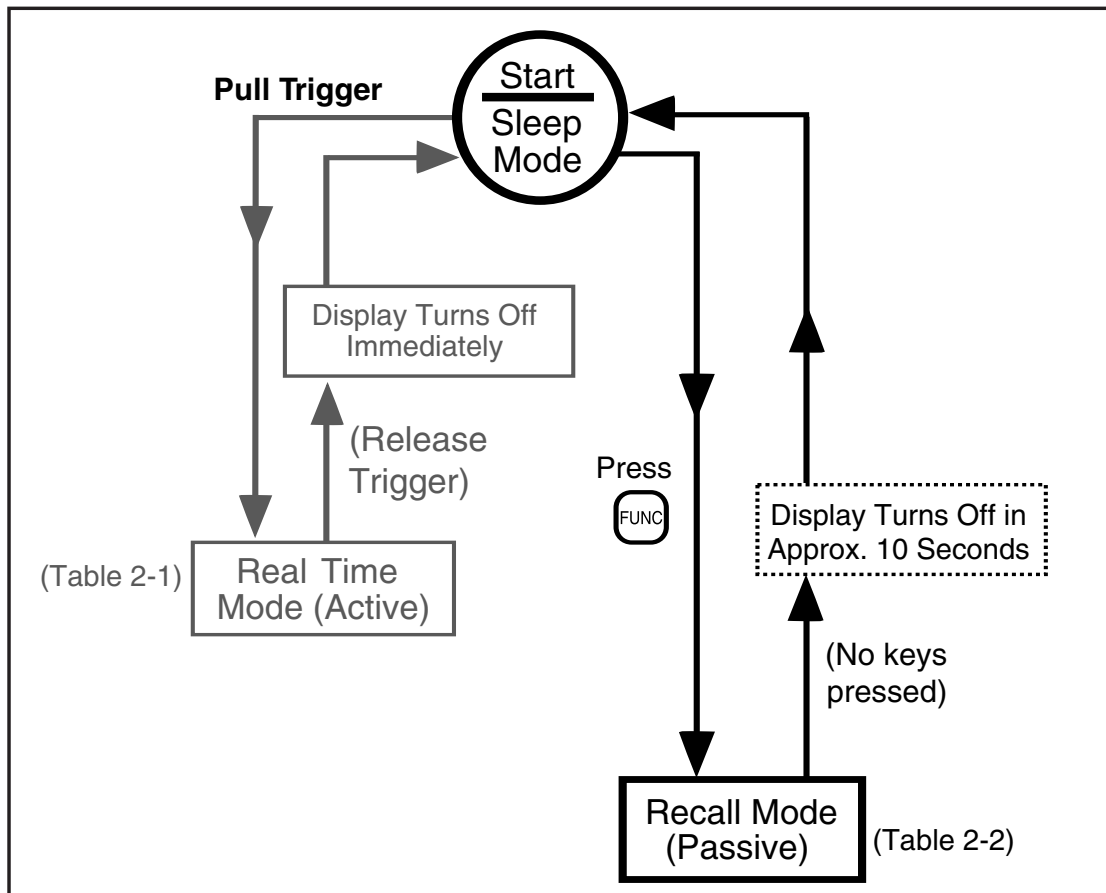 Start
Sleep
Mode
Pull Trigger
Display Turns Off
Immediately
(Release
Trigger)
(Table 2-1)
Real Time
Mode (Active)
Press
FUNC
Display Turns Off in
Approx. 10 Seconds
(No keys
pressed)
Recall Mode
(Passive)
(Table 2-2)